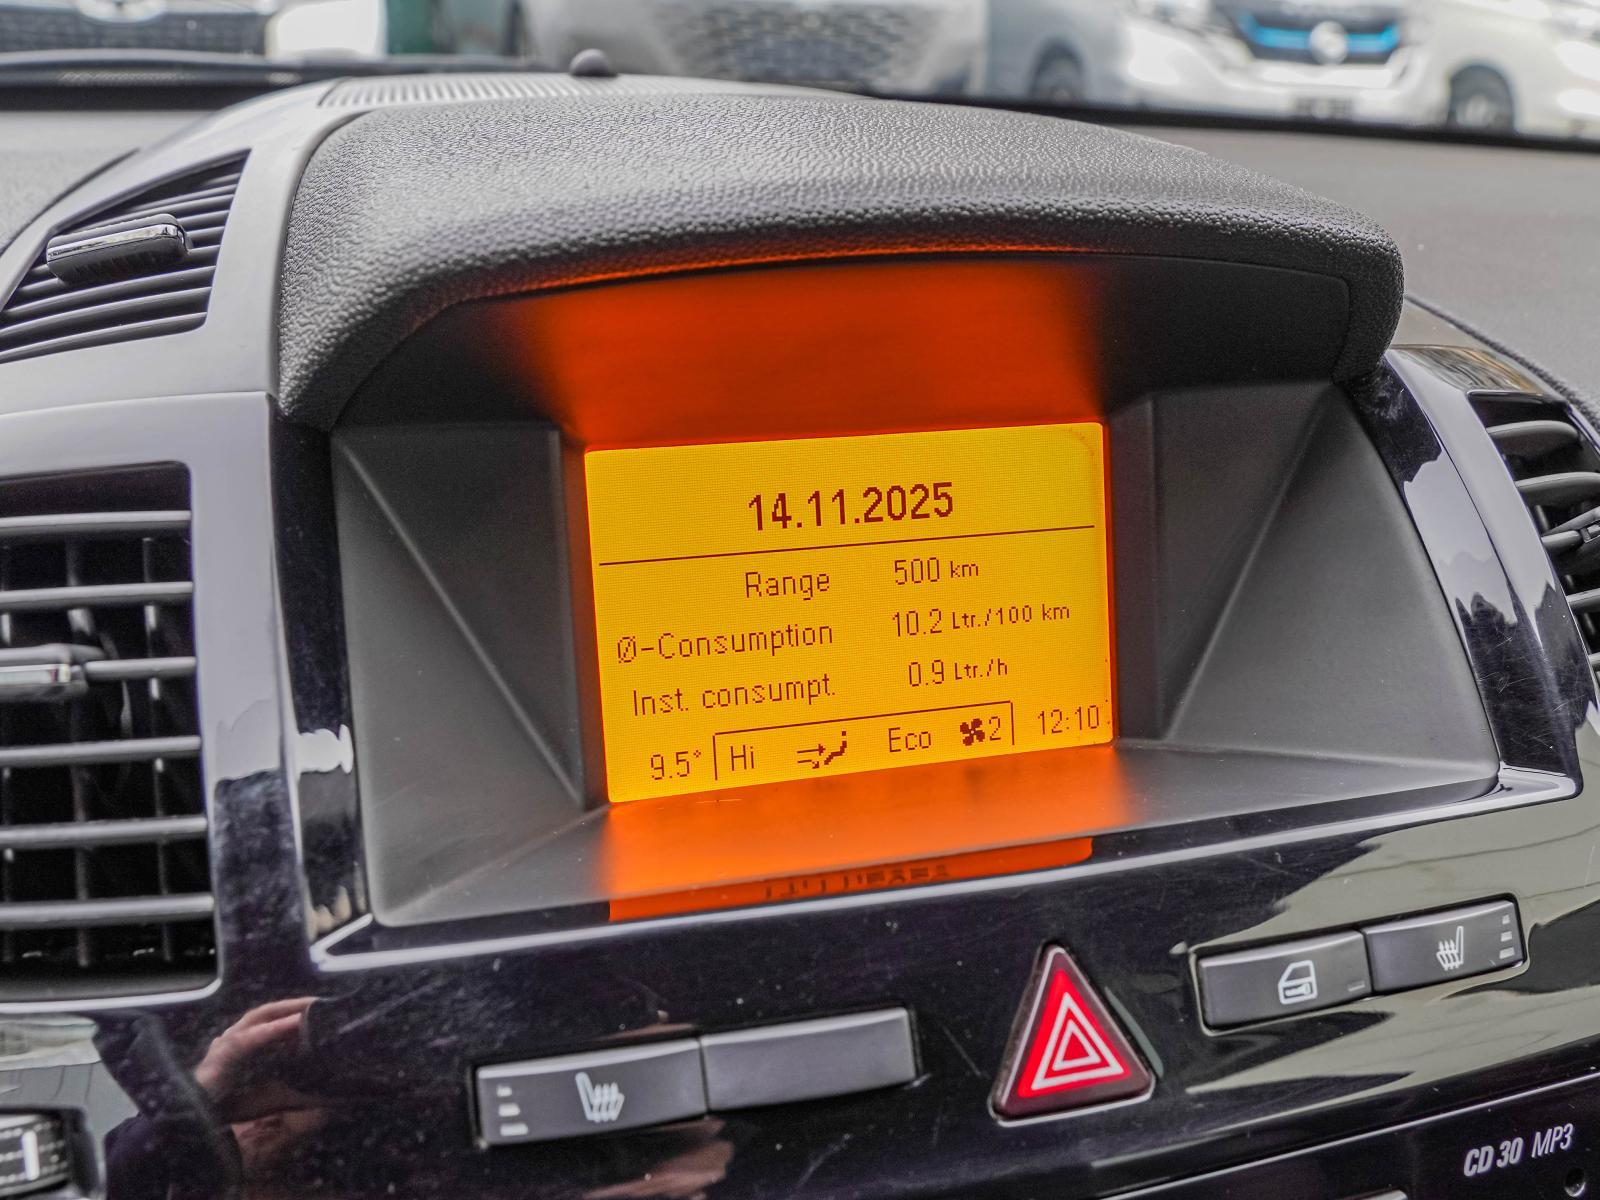 14.11.2025
Range 500 km
Ø-Consumption 10.2 Ltr./100 km
Inst. consumpt. 0.9 Ltr./h
9.5° Hi Eco 2 12:10
CD 30 MP3